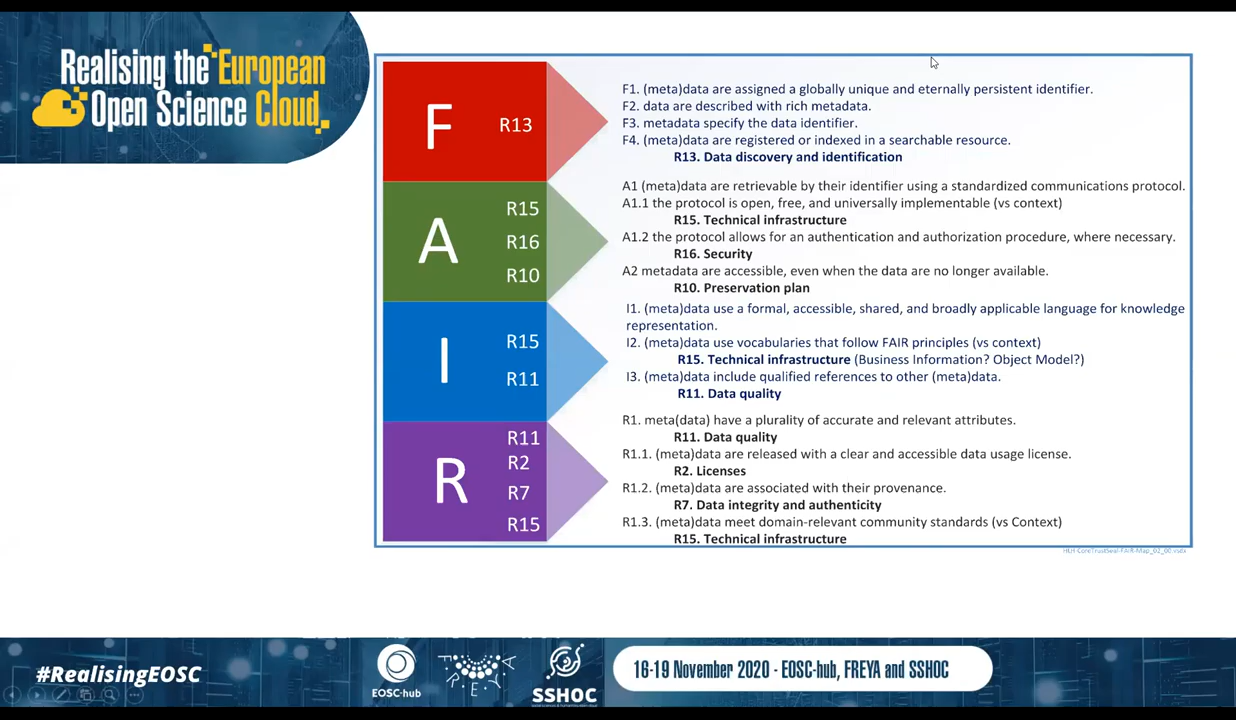 Realising the European
Open Science Cloud
F
R13
F1. (meta)data are assigned a globally unique and eternally persistent identifier.
F2. data are described with rich metadata.
F3. metadata specify the data identifier.
F4. (meta)data are registered or indexed in a searchable resource.
R13. Data discovery and identification
A
R15
R16
R10
A1 (meta)data are retrievable by their identifier using a standardized communications protocol.
A1.1 the protocol is open, free, and universally implementable (vs context)
R15. Technical infrastructure
A1.2 the protocol allows for an authentication and authorization procedure, where necessary.
R16. Security
A2 metadata are accessible, even when the data are no longer available.
R10. Preservation plan
I
R15
R11
I1. (meta)data use a formal, accessible, shared, and broadly applicable language for knowledge
representation.
I2. (meta)data use vocabularies that follow FAIR principles (vs context)
R15. Technical infrastructure (Business Information? Object Model?)
I3. (meta)data include qualified references to other (meta)data.
R11. Data quality
R
R11
R2
R7
R15
R1. meta(data) have a plurality of accurate and relevant attributes.
R11. Data quality
R1.1. (meta)data are released with a clear and accessible data usage license.
R2. Licenses
R1.2. (meta)data are associated with their provenance.
R7. Data integrity and authenticity
R1.3. (meta)data meet domain-relevant community standards (vs Context)
R15. Technical infrastructure
#RealisingEOSC
EOSC-hub
FREYA
SSHOC
16-19 November 2020 - EOSC-hub, FREYA and SSHOC